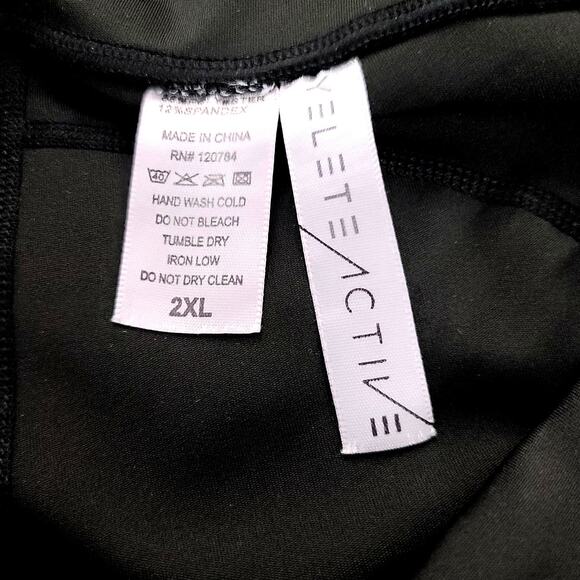 12%SPANDEX
MADE IN CHINA
RN# 120784
40
HAND WASH COLD
DO NOT BLEACH
TUMBLE DRY
IRON LOW
DO NOT DRY CLEAN
2XL
YELETE ACTIVE